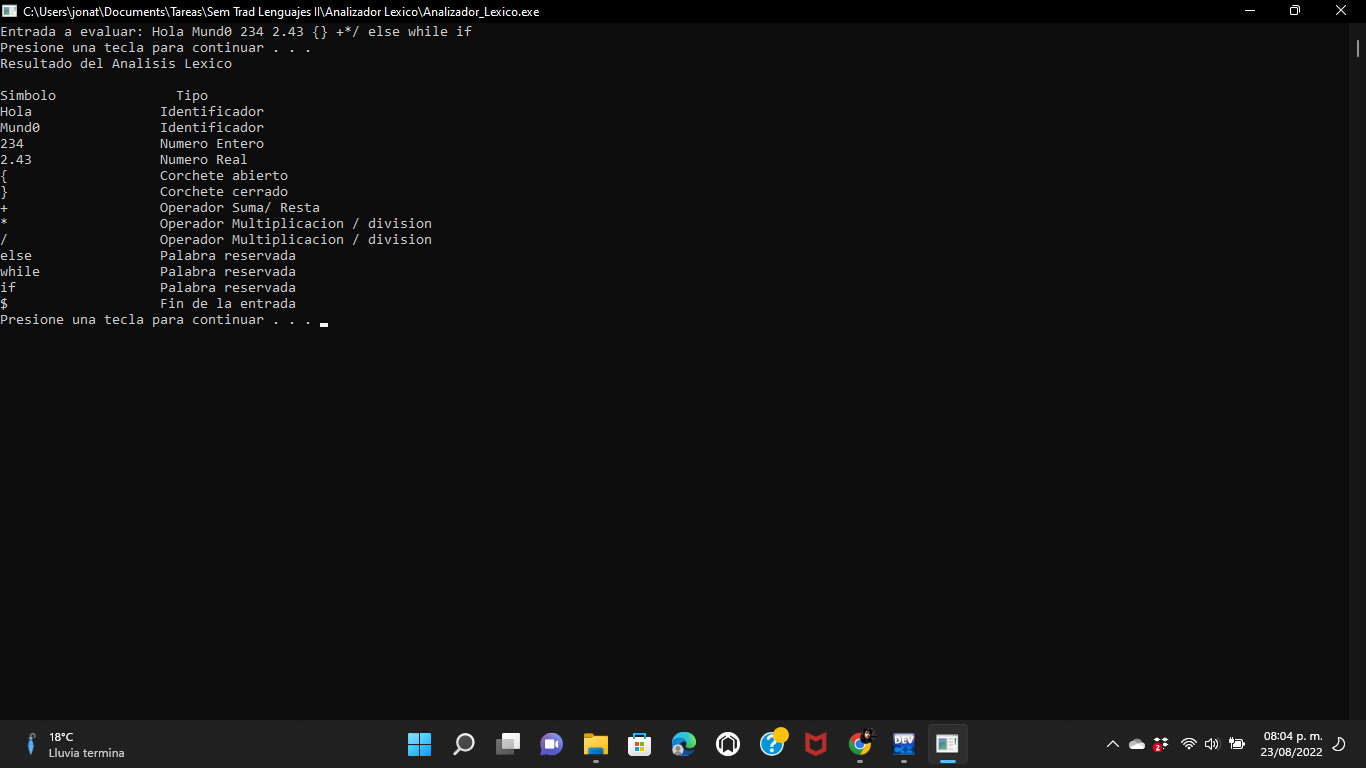 C:\Users\jonat\Documents\Tareas\Sem Trad Lenguajes II\Analizador Lexico\Analizador_Lexico.exe
Entrada a evaluar: Hola Mund0 234 2.43 {} +*/ else while if
Presione una tecla para continuar . . .
Resultado del Analisis Lexico
Simbolo Tipo
Hola Identificador
Mund0 Identificador
234 Numero Entero
2.43 Numero Real
{ Corchete abierto
} Corchete cerrado
+ Operador Suma/ Resta
* Operador Multiplicacion / division
/ Operador Multiplicacion / division
else Palabra reservada
while Palabra reservada
if Palabra reservada
$ Fin de la entrada
Presione una tecla para continuar . . .
18°C
Lluvia termina
DEV
2
08:04 p. m.
23/08/2022